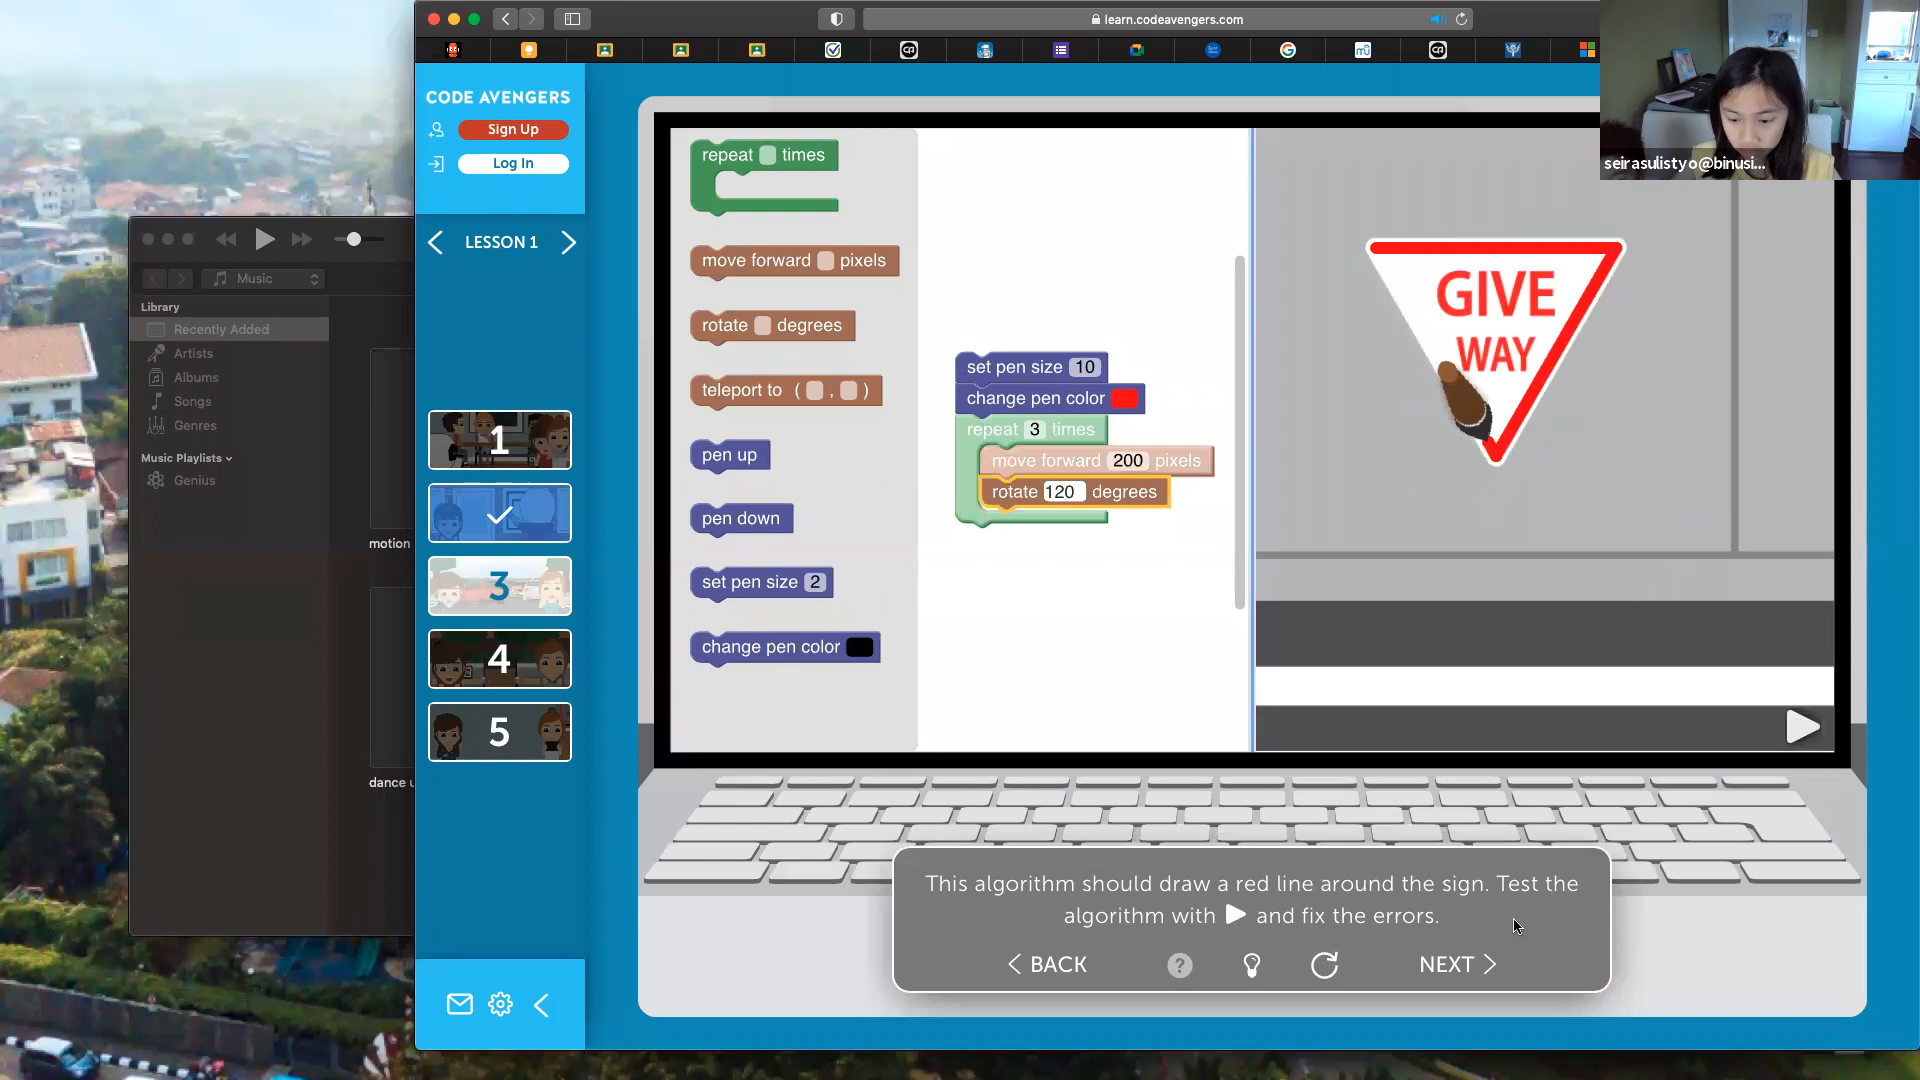 learn.codeavengers.com
seirasulistyo@binusi...
CODE AVENGERS
Sign Up
Log In
LESSON 1
1
3
4
5
Music
Library
Recently Added
Artists
Albums
Songs
Genres
Music Playlists
Genius
motion
dance u
repeat times
move forward pixels
rotate degrees
teleport to ( , )
pen up
pen down
set pen size 2
change pen color
set pen size 10
change pen color
repeat 3 times
move forward 200 pixels
rotate 120 degrees
GIVE
WAY
This algorithm should draw a red line around the sign. Test the
algorithm with and fix the errors.
BACK
?
NEXT